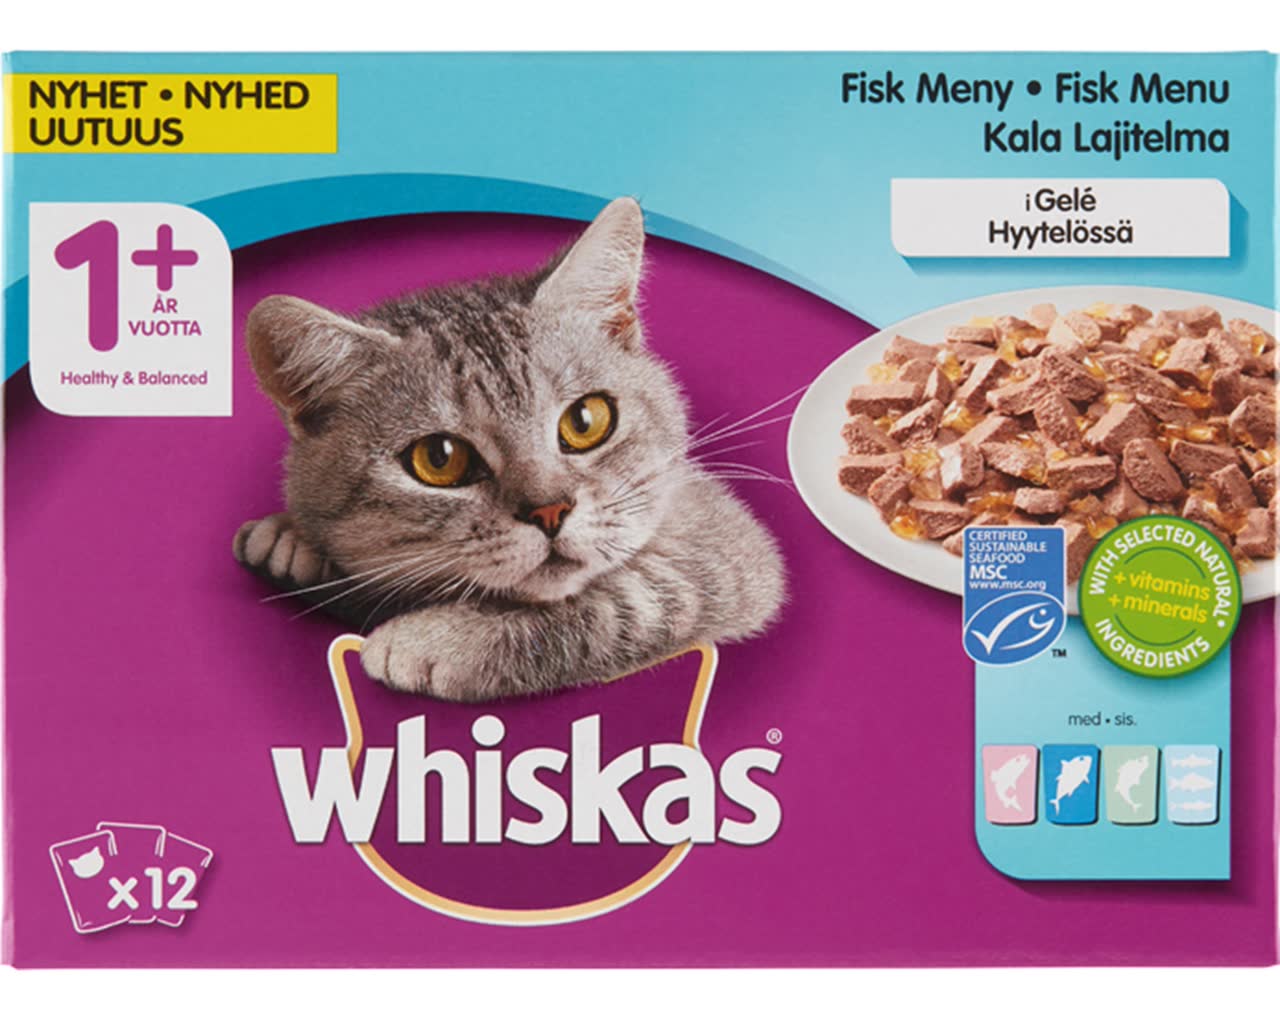 NYHET • NYHED
UUTUUS
Fisk Meny • Fisk Menu
Kala Lajitelma
i Gelé
Hyytelössä
1+
ÅR
VUOTTA
Healthy & Balanced
CERTIFIED
SUSTAINABLE
SEAFOOD
MSC
www.msc.org
TM
WITH SELECTED NATURAL •
+ vitamins
+ minerals
INGREDIENTS
med • sis.
whiskas®
x12